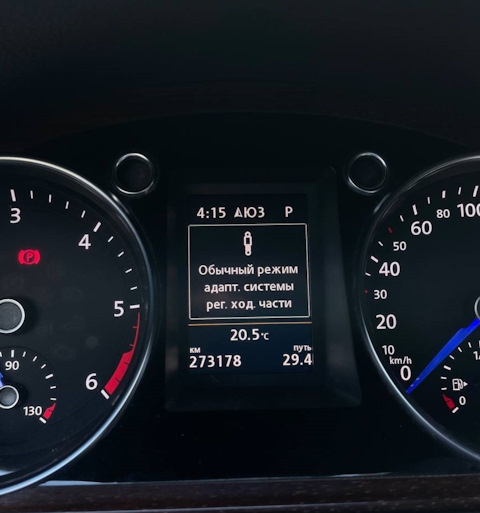 4:15 АЮЗ P
Обычный режим
адапт. системы
рег. ход. части
20.5°C
км путь
273178 29.4
3
4
5
6
P
90
130
100
80
60
50
40
30
20
10
km/h
0
0